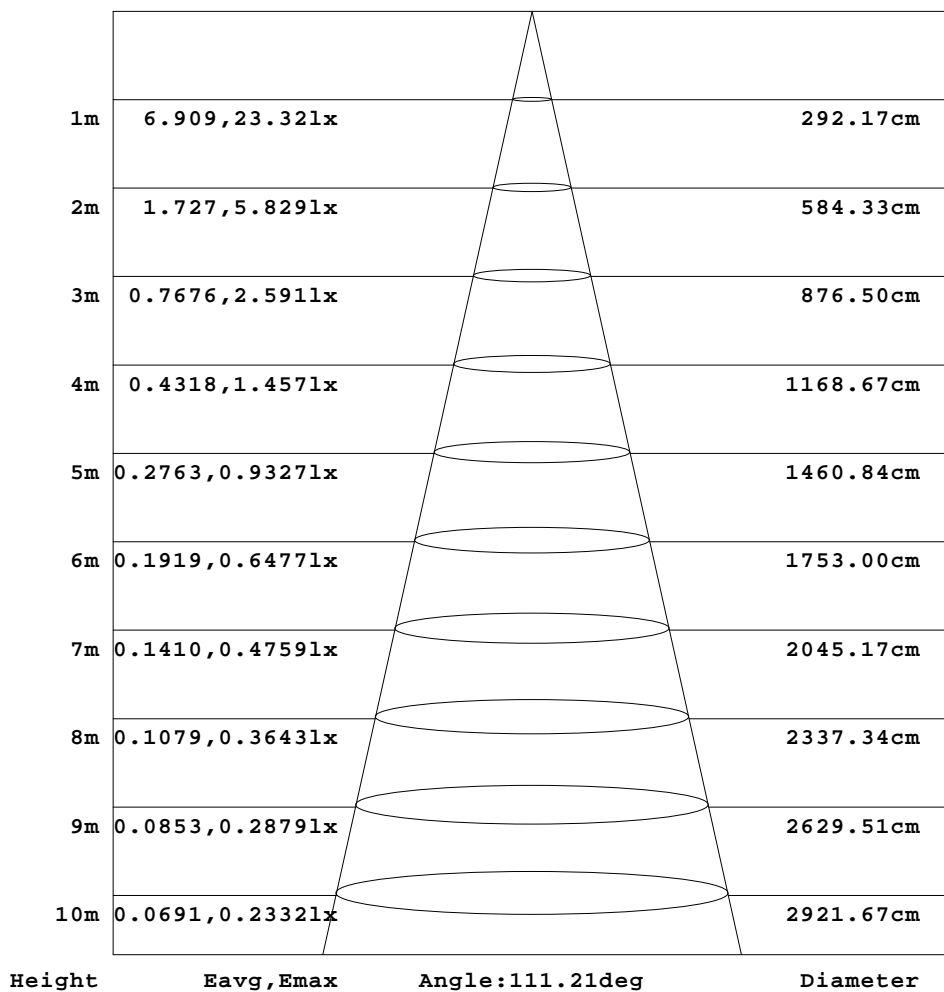 1m 6.909,23.32lx 292.17cm
2m 1.727,5.829lx 584.33cm
3m 0.7676,2.591lx 876.50cm
4m 0.4318,1.457lx 1168.67cm
5m 0.2763,0.9327lx 1460.84cm
6m 0.1919,0.6477lx 1753.00cm
7m 0.1410,0.4759lx 2045.17cm
8m 0.1079,0.3643lx 2337.34cm
9m 0.0853,0.2879lx 2629.51cm
10m 0.0691,0.2332lx 2921.67cm
Height Eavg,Emax Angle:111.21deg Diameter